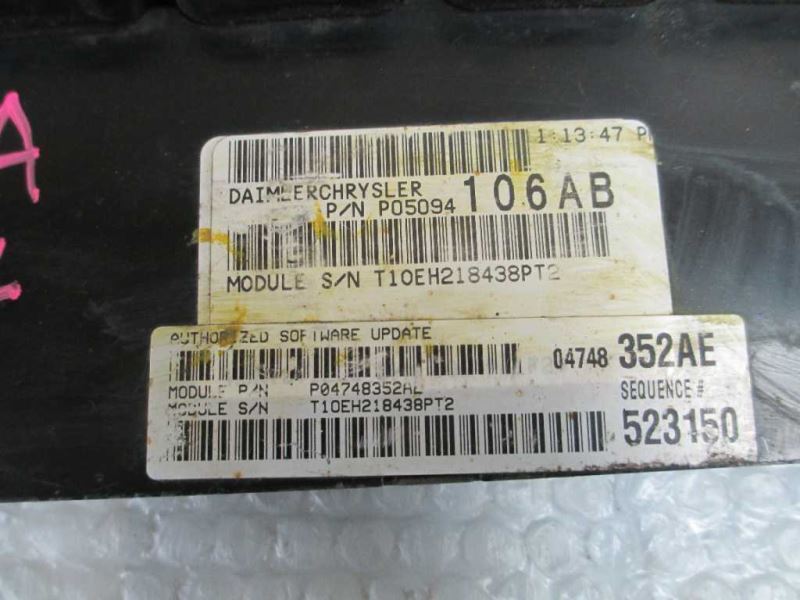 A
1:13:47 P
DAIMLERCHRYSLER
P/N P05094 106AB
MODULE S/N T10EH218438PT2
AUTHORIZED SOFTWARE UPDATE
04748 352AE
MODULE P/N P04748352AE
SEQUENCE #
MODULE S/N T10EH218438PT2
523150